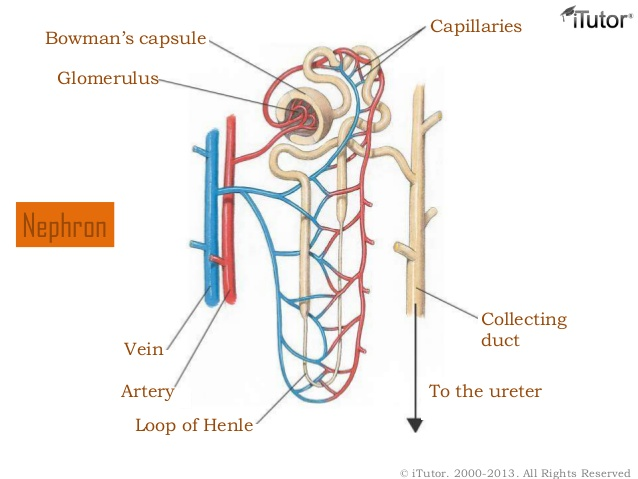 iTutor
Bowman's capsule
Capillaries
Glomerulus
Nephron
Vein
Collecting
duct
Artery
To the ureter
Loop of Henle
© iTutor. 2000-2013. All Rights Reserved